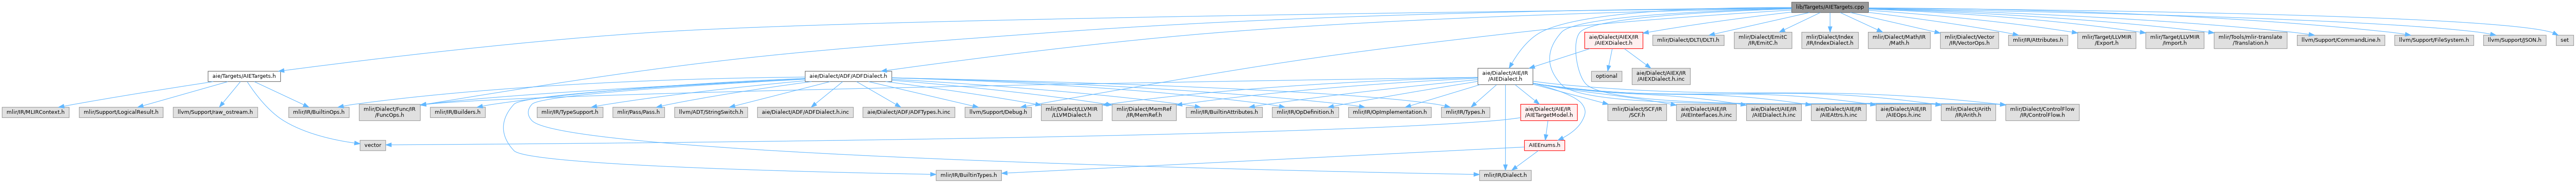 lib/Targets/AIETargets.cpp
aie/Dialect/AIEX/IR
/AIEXDialect.h
mlir/Dialect/DLTI/DLTI.h
mlir/Dialect/EmitC
/IR/EmitC.h
mlir/Dialect/Index
/IR/IndexDialect.h
mlir/Dialect/Math/IR
/Math.h
mlir/Dialect/Vector
/IR/VectorOps.h
mlir/IR/Attributes.h
mlir/Target/LLVMIR
/Export.h
mlir/Target/LLVMIR
/Import.h
mlir/Tools/mlir-translate
/Translation.h
llvm/Support/CommandLine.h
llvm/Support/FileSystem.h
llvm/Support/JSON.h
set
aie/Targets/AIETargets.h
aie/Dialect/ADF/ADFDialect.h
aie/Dialect/AIE/IR
/AIEDialect.h
optional
aie/Dialect/AIEX/IR
/AIEXDialect.h.inc
mlir/IR/MLIRContext.h
mlir/Support/LogicalResult.h
llvm/Support/raw_ostream.h
mlir/IR/BuiltinOps.h
mlir/Dialect/Func/IR
/FuncOps.h
mlir/IR/Builders.h
mlir/IR/TypeSupport.h
mlir/Pass/Pass.h
llvm/ADT/StringSwitch.h
aie/Dialect/ADF/ADFDialect.h.inc
aie/Dialect/ADF/ADFTypes.h.inc
llvm/Support/Debug.h
mlir/Dialect/LLVMIR
/LLVMDialect.h
mlir/Dialect/MemRef
/IR/MemRef.h
mlir/IR/BuiltinAttributes.h
mlir/IR/OpDefinition.h
mlir/IR/OpImplementation.h
mlir/IR/Types.h
aie/Dialect/AIE/IR
/AIETargetModel.h
mlir/Dialect/SCF/IR
/SCF.h
aie/Dialect/AIE/IR
/AIEInterfaces.h.inc
aie/Dialect/AIE/IR
/AIEDialect.h.inc
aie/Dialect/AIE/IR
/AIEAttrs.h.inc
aie/Dialect/AIE/IR
/AIEOps.h.inc
mlir/Dialect/Arith
/IR/Arith.h
mlir/Dialect/ControlFlow
/IR/ControlFlow.h
vector
AIEEnums.h
mlir/IR/BuiltinTypes.h
mlir/IR/Dialect.h